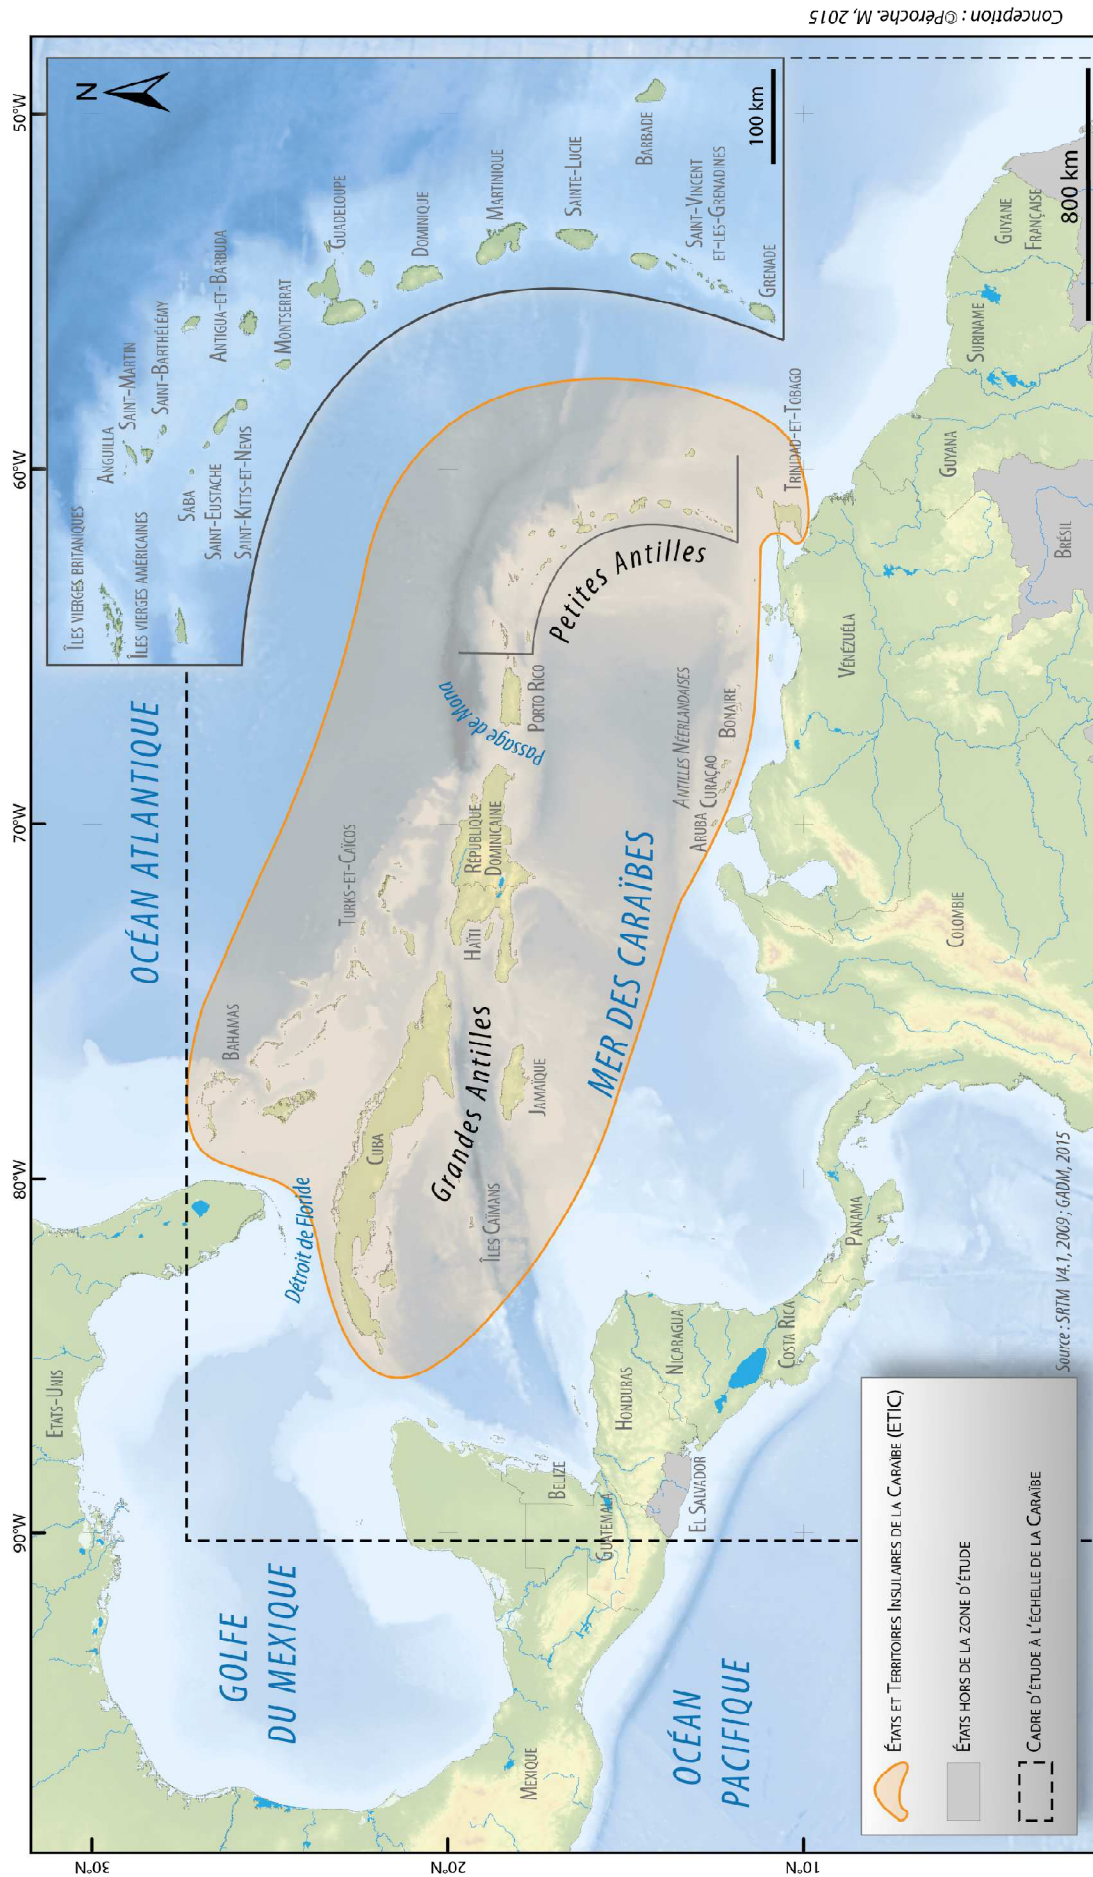 Conception : ©Péroche. M, 2015
50°W
60°W
70°W
80°W
90°W
30°N
20°N
10°N
N
ÎLES VIERGES BRITANIQUES
ÎLES VIERGES AMÉRICAINES
ANGUILLA
SAINT-MARTIN
SAINT-BARTHÉLÉMY
SABA
SAINT-EUSTACHE
SAINT-KITTS-ET-NEVIS
ANTIGUA-ET-BARBUDA
MONTSERRAT
GUADELOUPE
DOMINIQUE
MARTINIQUE
SAINTE-LUCIE
BARBADE
SAINT-VINCENT
ET-LES-GRENADINES
GRENADE
100 km
ETATS-UNIS
OCÉAN ATLANTIQUE
GOLFE
DU MEXIQUE
Détroit de Floride
BAHAMAS
TURKS-ET-CAÏCOS
CUBA
Grandes Antilles
ÎLES CAÏMANS
JAMAÏQUE
HAÏTI
RÉPUBLIQUE
DOMINICAINE
Passage de Mona
PORTO RICO
Petites Antilles
MER DES CARAÏBES
ANTILLES NÉERLANDAISES
ARUBA
CURAÇAO
BONAIRE
TRINIDAD-ET-TOBAGO
MEXIQUE
BELIZE
GUATEMALA
HONDURAS
EL SALVADOR
NICARAGUA
COSTA RICA
PANAMA
COLOMBIE
VÉNÉZUÉLA
GUYANA
SURINAME
GUYANE
FRANÇAISE
BRÉSIL
OCÉAN
PACIFIQUE
800 km
ÉTATS ET TERRITOIRES INSULAIRES DE LA CARAÏBE (ETIC)
ÉTATS HORS DE LA ZONE D'ÉTUDE
CADRE D'ÉTUDE À L'ÉCHELLE DE LA CARAÏBE
Source : SRTM V4.1, 2009 ; GADM, 2015